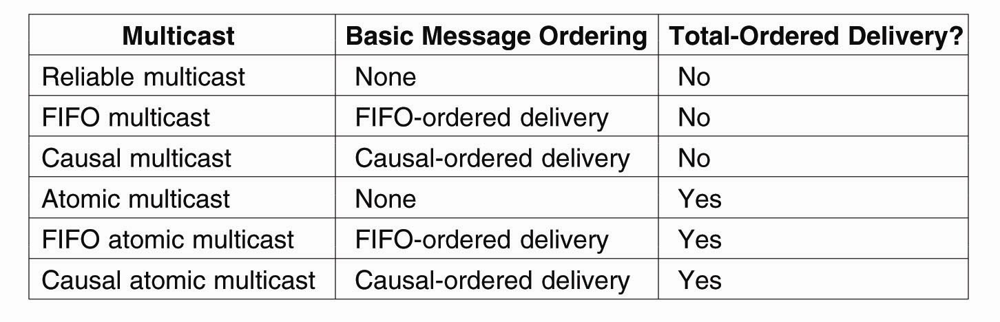 Multicast Basic Message Ordering Total-Ordered Delivery?
Reliable multicast None No
FIFO multicast FIFO-ordered delivery No
Causal multicast Causal-ordered delivery No
Atomic multicast None Yes
FIFO atomic multicast FIFO-ordered delivery Yes
Causal atomic multicast Causal-ordered delivery Yes